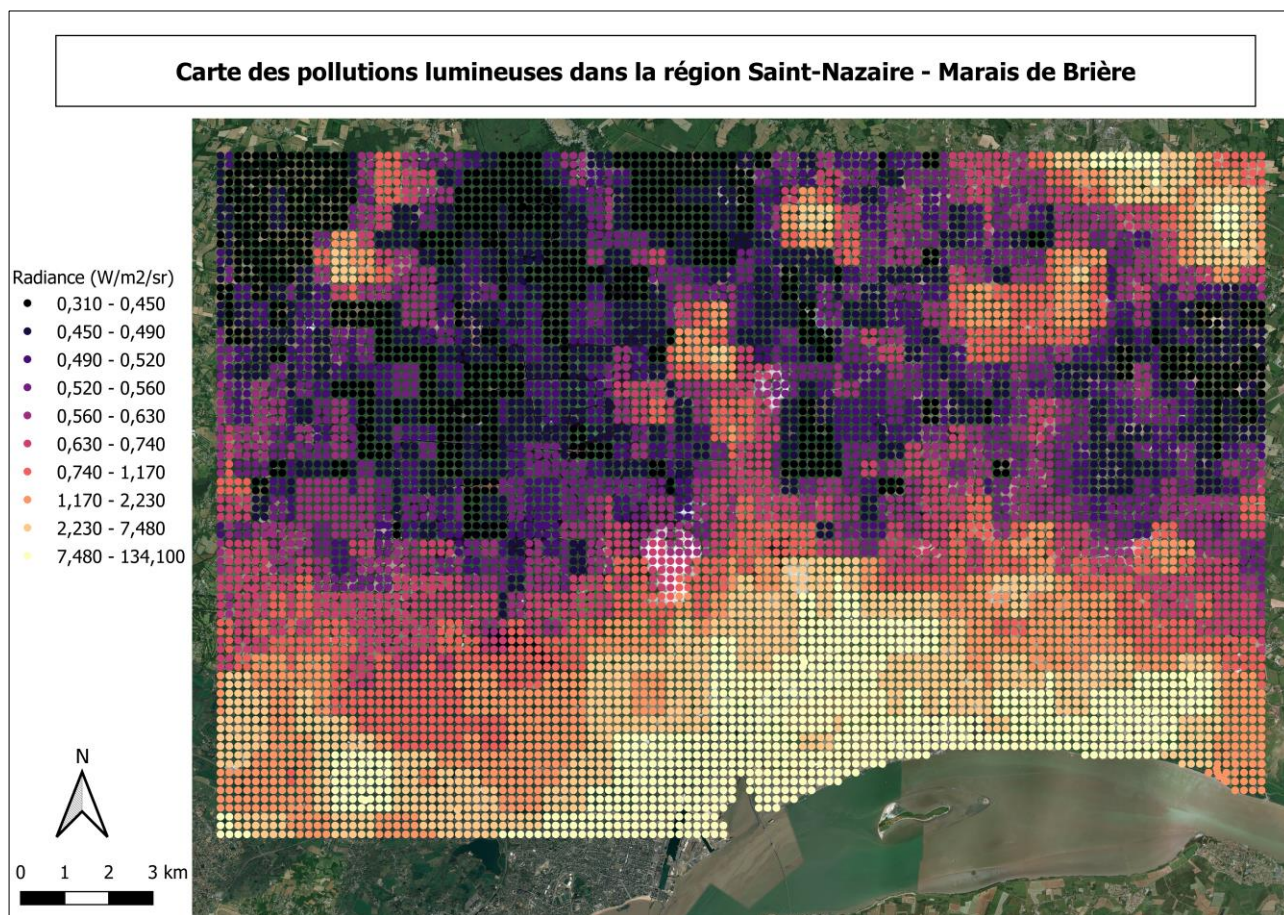 Carte des pollutions lumineuses dans la région Saint-Nazaire - Marais de Brière
Radiance (W/m2/sr)
0,310 - 0,450
0,450 - 0,490
0,490 - 0,520
0,520 - 0,560
0,560 - 0,630
0,630 - 0,740
0,740 - 1,170
1,170 - 2,230
2,230 - 7,480
7,480 - 134,100
N
0 1 2 3 km